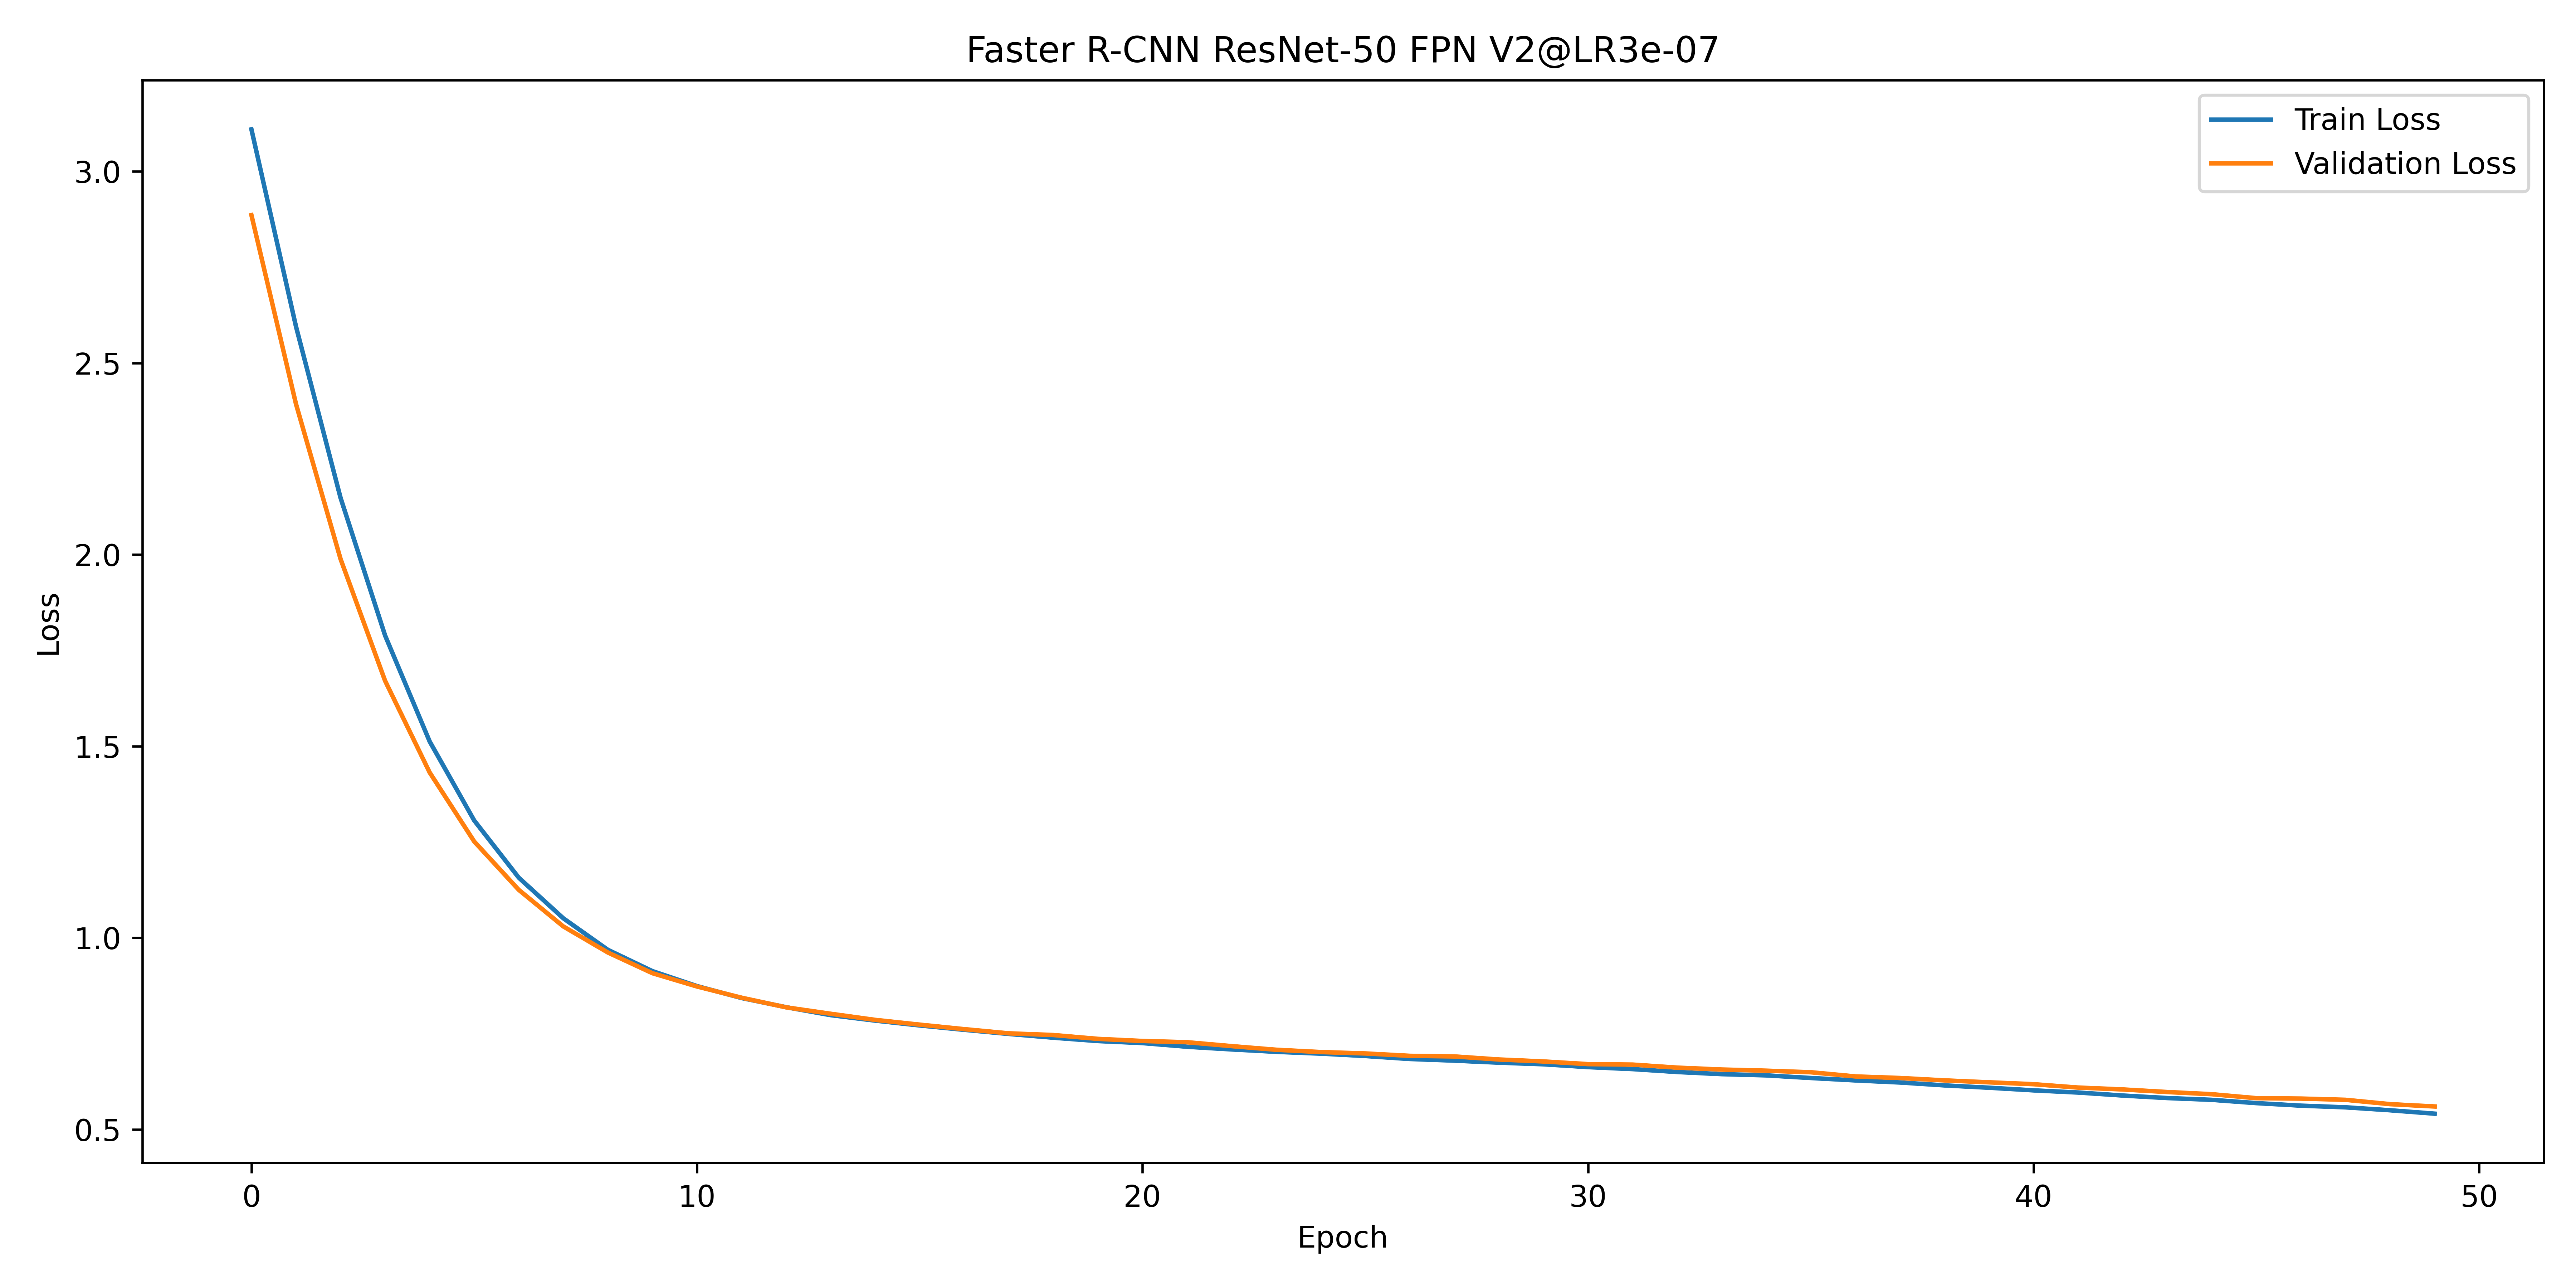 Faster R-CNN ResNet-50 FPN V2@LR3e-07
Train Loss
Validation Loss
3.0
2.5
2.0
1.5
1.0
0.5
Loss
0 10 20 30 40 50
Epoch